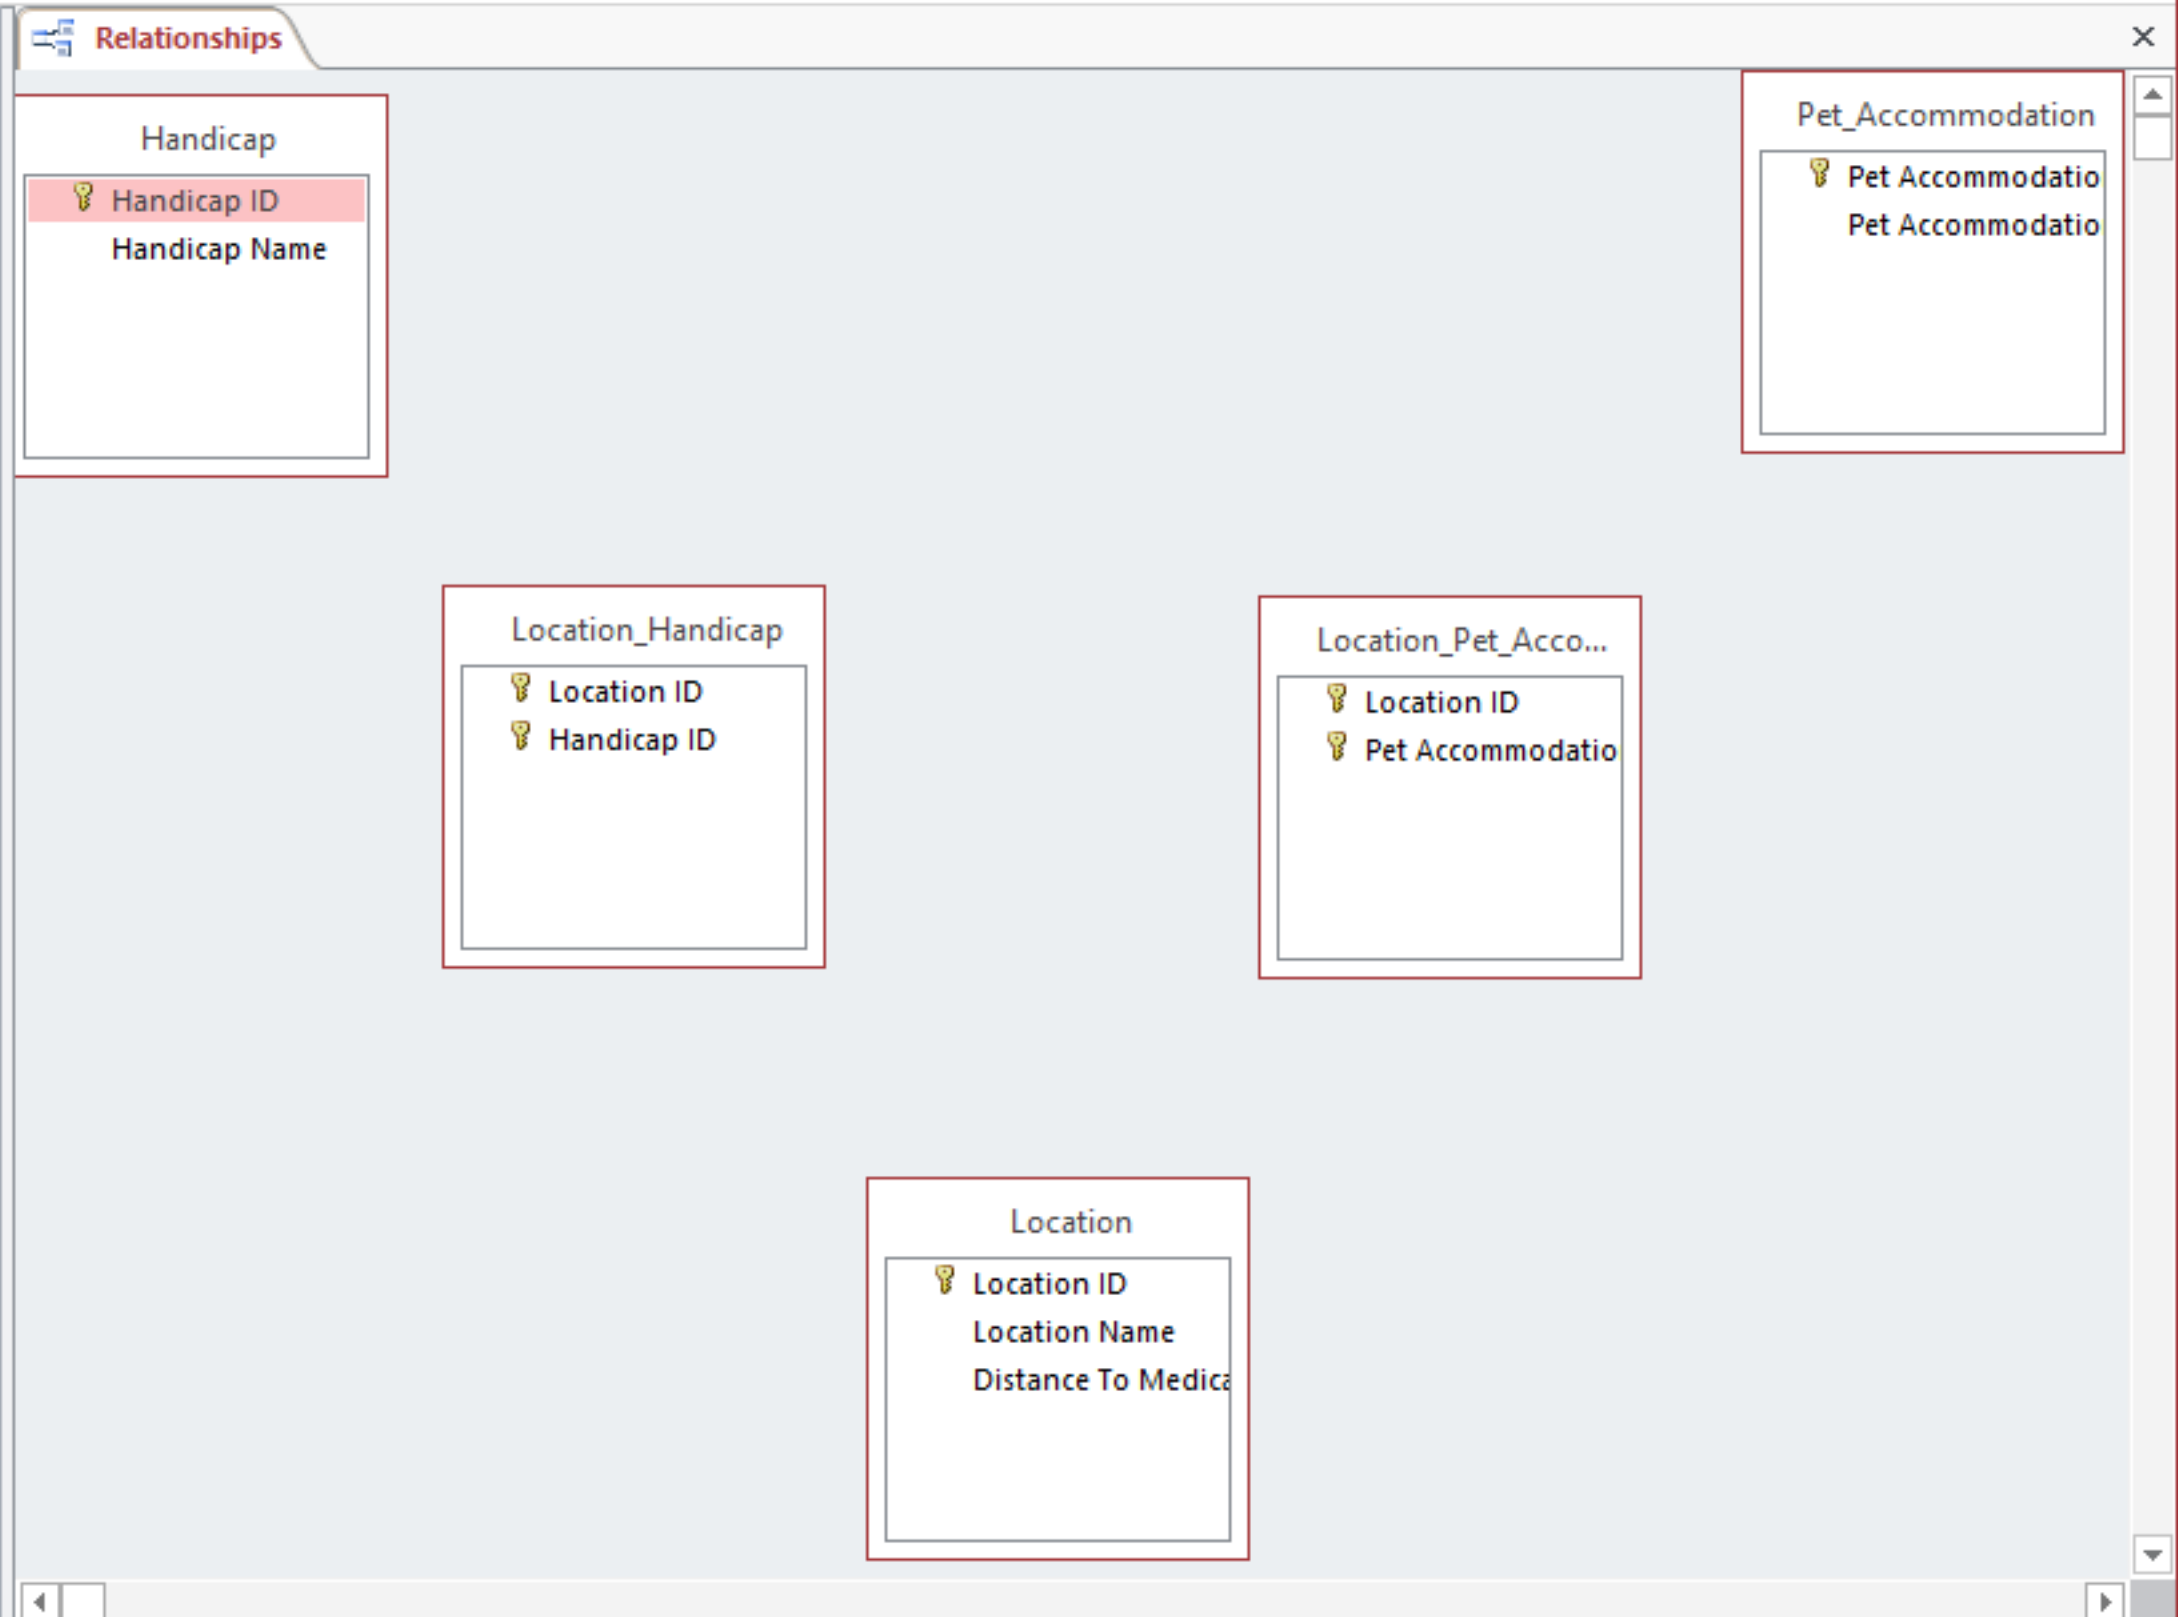 Relationships
Handicap
Handicap ID
Handicap Name
Pet_Accommodation
Pet Accommodatio
Pet Accommodatio
Location_Handicap
Location ID
Handicap ID
Location_Pet_Acco...
Location ID
Pet Accommodatio
Location
Location ID
Location Name
Distance To Medica